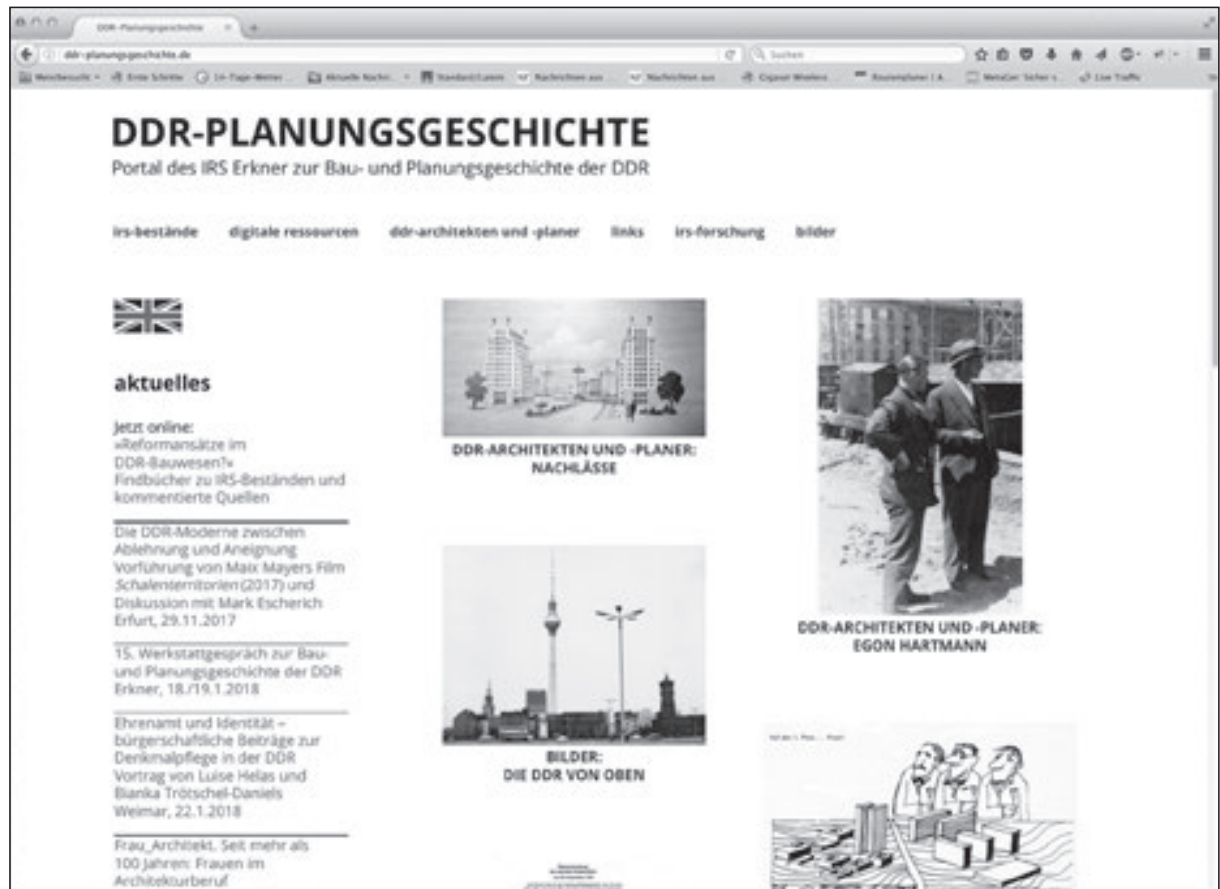 DDR-Planungsgeschichte
ddr-planungsgeschichte.de
Suchen
DDR-PLANUNGSGESCHICHTE
Portal des IRS Erkner zur Bau- und Planungsgeschichte der DDR
irs-bestände digitale ressourcen ddr-architekten und -planer links irs-forschung bilder
aktuelles
Jetzt online:
»Reformansätze im
DDR-Bauwesen?«
Findbücher zu IRS-Beständen und
kommentierte Quellen
Die DDR-Moderne zwischen
Ablehnung und Aneignung
Vorführung von Maix Mayers Film
Schalenterritorien (2017) und
Diskussion mit Mark Escherich
Erfurt, 29.11.2017
15. Werkstattgespräch zur Bau-
und Planungsgeschichte der DDR
Erkner, 18./19.1.2018
Ehrenamt und Identität –
bürgerschaftliche Beiträge zur
Denkmalpflege in der DDR
Vortrag von Luise Helas und
Bianka Trötschel-Daniels
Weimar, 22.1.2018
Frau_Architekt. Seit mehr als
100 Jahren: Frauen im
Architekturberuf
DDR-ARCHITEKTEN UND -PLANER:
NACHLÄSSE
BILDER:
DIE DDR VON OBEN
DDR-ARCHITEKTEN UND -PLANER:
EGON HARTMANN